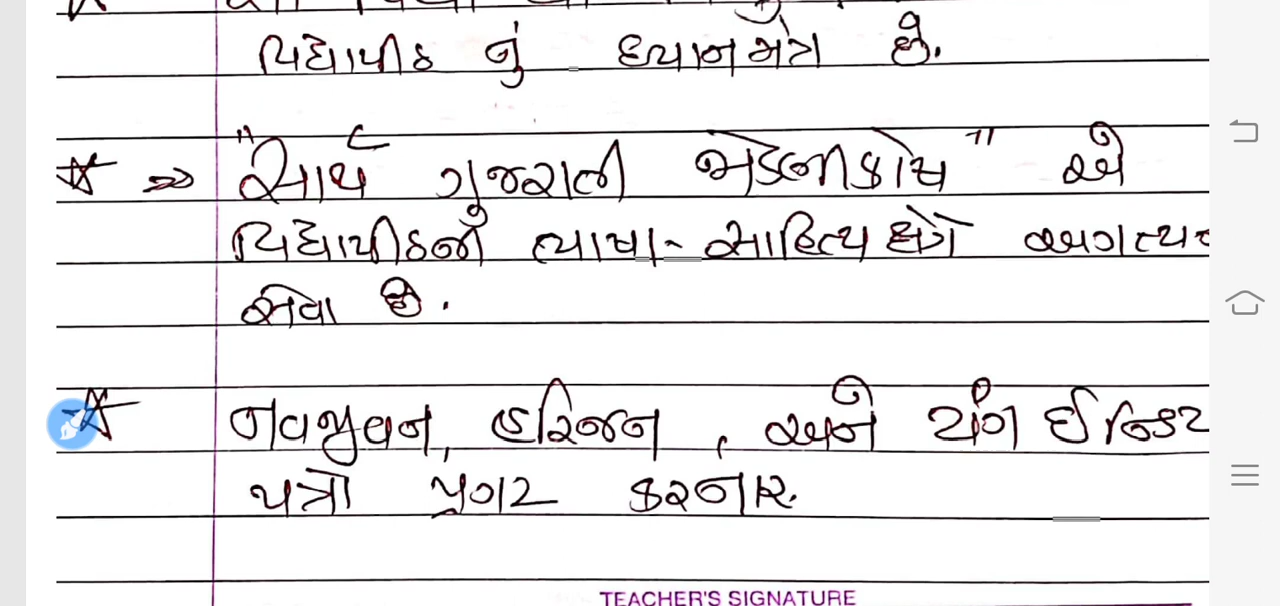 વિદ્યાપીઠ નું ધ્યાનમંત્ર છે.
"સાર્થ ગુજરાતી જોડણીકોષ" એ
વિદ્યાપીઠની ભાષા - સાહિત્ય ક્ષેત્રે અગત્યન
સેવા છે.
નવજીવન, હરિજન, અને યંગ ઈન્ડિય
પત્રો પ્રગટ કરનાર.
TEACHER'S SIGNATURE